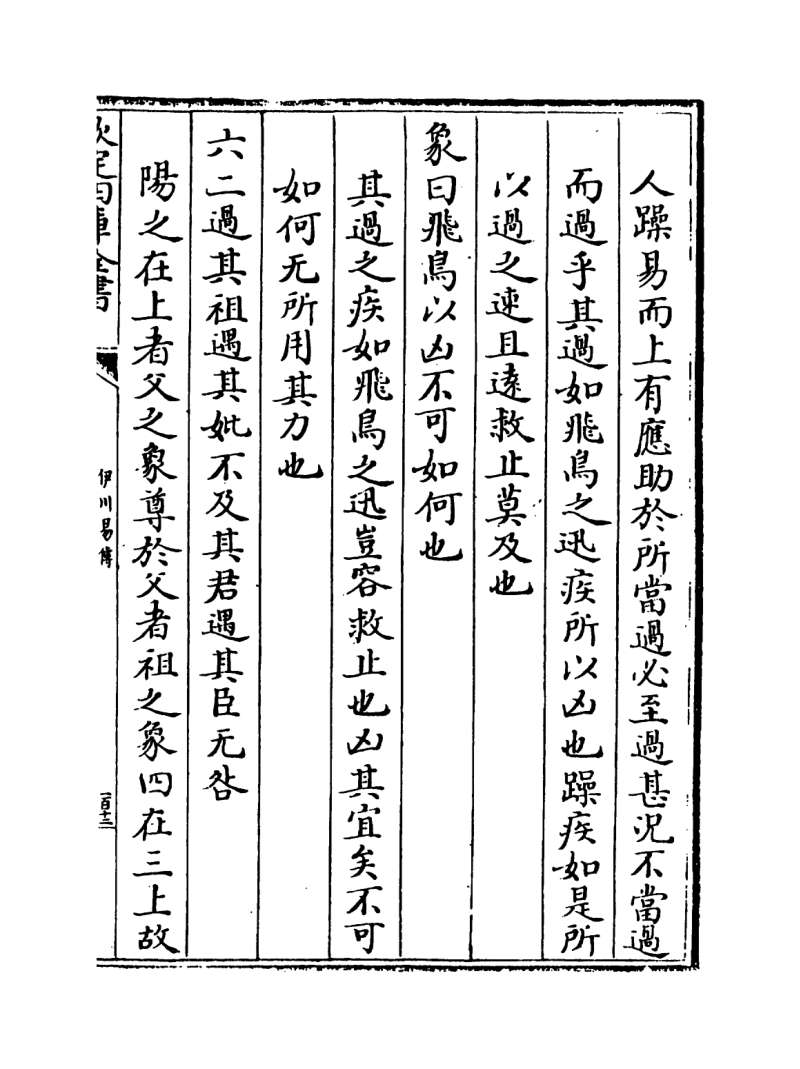 人躁易而上有應助於所當過必至過甚況不當過
而過乎其過如飛鳥之迅疾所以凶也躁疾如是所
以過之速且遠救止莫及也
象曰飛鳥以凶不可如何也
其過之疾如飛鳥之迅豈容救止也凶其宜矣不可
如何无所用其力也
六二過其祖遇其妣不及其君遇其臣无咎
陽之在上者父之象尊於父者祖之象四在三上故
欽定四庫全書
伊川易傳